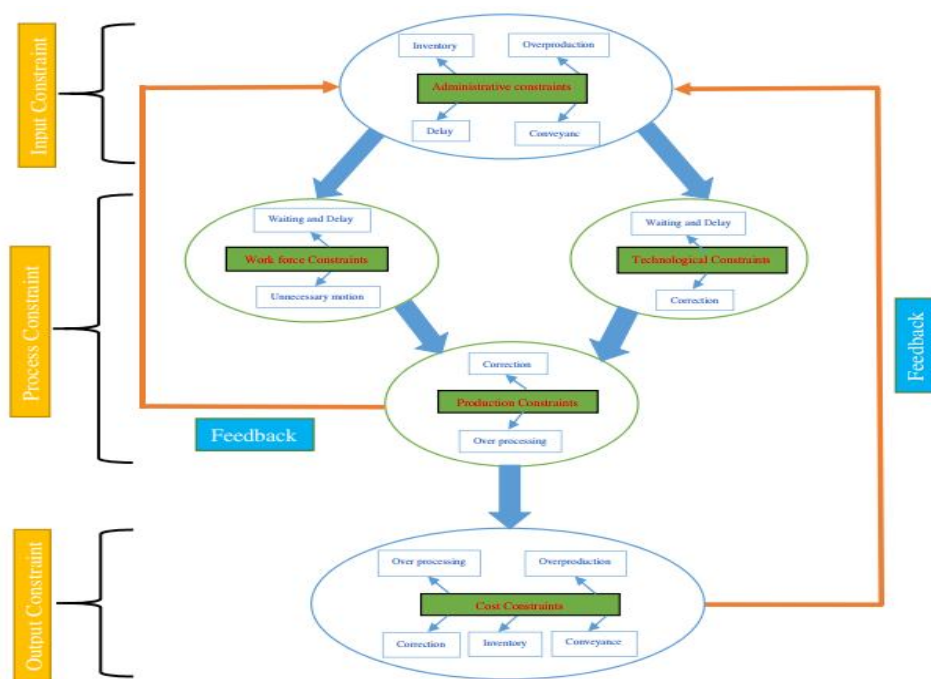 Input Constraint
Inventory
Overproduction
Administrative constraints
Delay
Conveyanc
Process Constraint
Waiting and Delay
Work force Constraints
Unnecessary motion
Waiting and Delay
Technological Constraints
Correction
Correction
Production Constraints
Over processing
Feedback
Feedback
Output Constraint
Over processing
Overproduction
Cost Constraints
Correction
Inventory
Conveyance